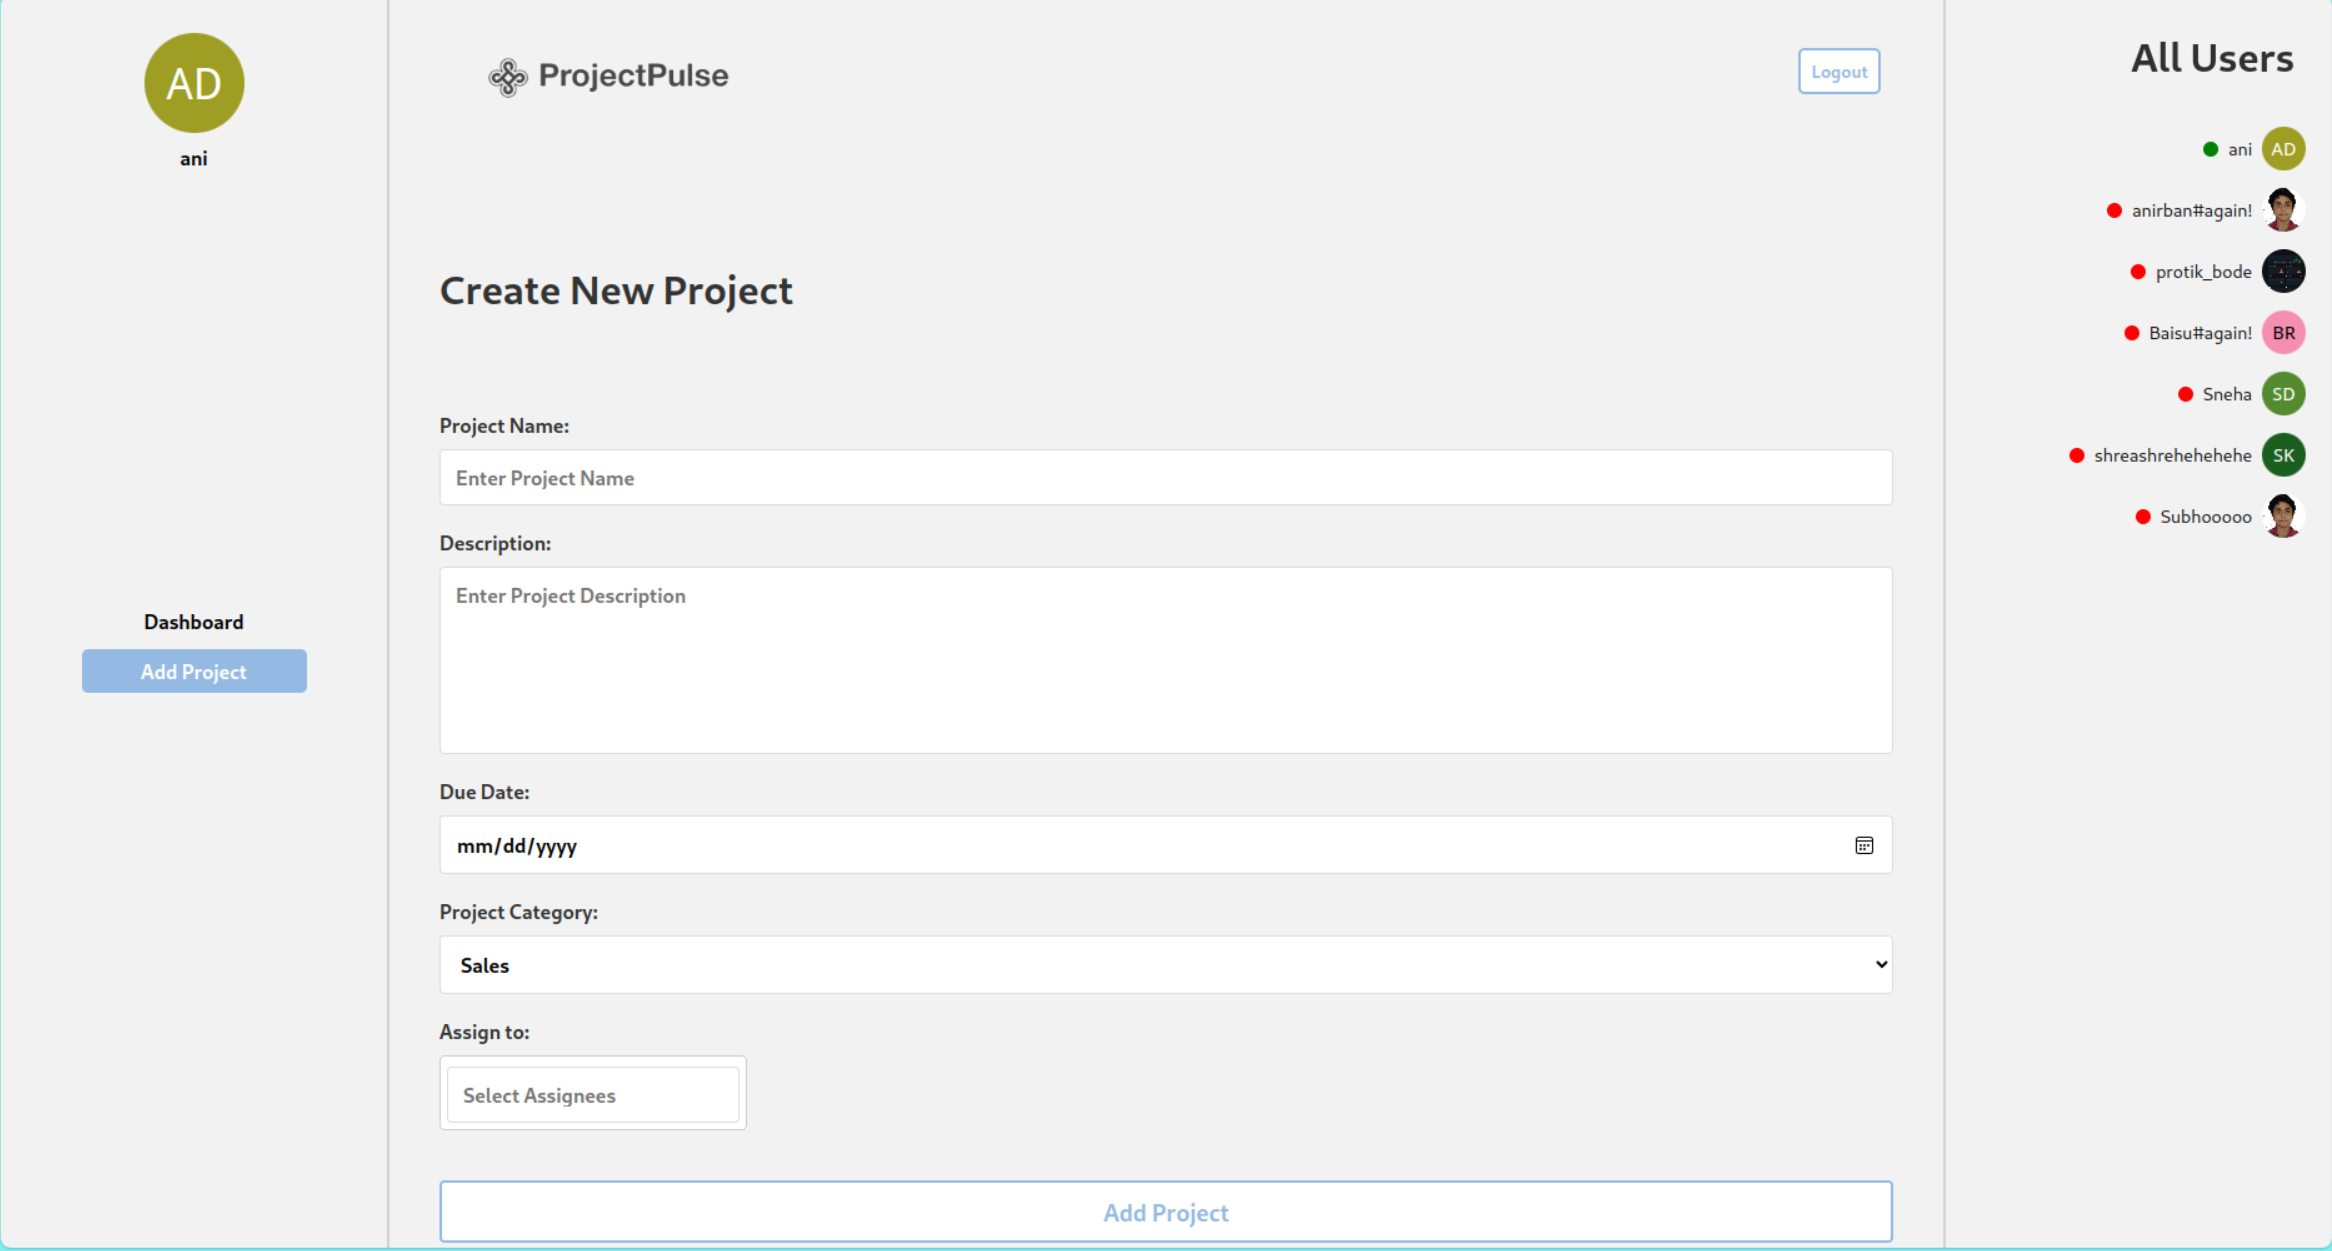 AD
ani
Dashboard
Add Project
ProjectPulse
Logout
Create New Project
Project Name:
Enter Project Name
Description:
Enter Project Description
Due Date:
mm/dd/yyyy
Project Category:
Sales
Assign to:
Select Assignees
Add Project
All Users
ani AD
anirban#again!
protik_bode
Baisu#again! BR
Sneha SD
shreashrehehehehe SK
Subhooooo